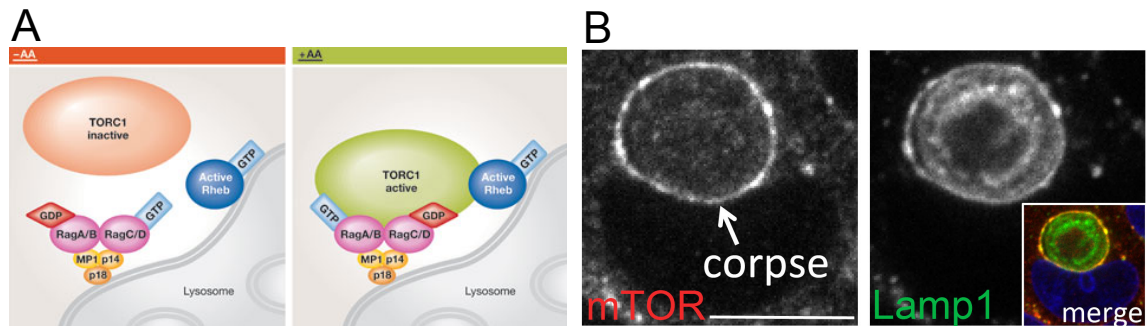 A
−AA
TORC1
inactive
GTP
Active
Rheb
GDP
GTP
RagA/B
RagC/D
MP1
p14
p18
Lysosome
+AA
TORC1
active
GTP
Active
Rheb
GTP
GDP
RagA/B
RagC/D
MP1
p14
p18
Lysosome
B
corpse
mTOR
Lamp1
merge